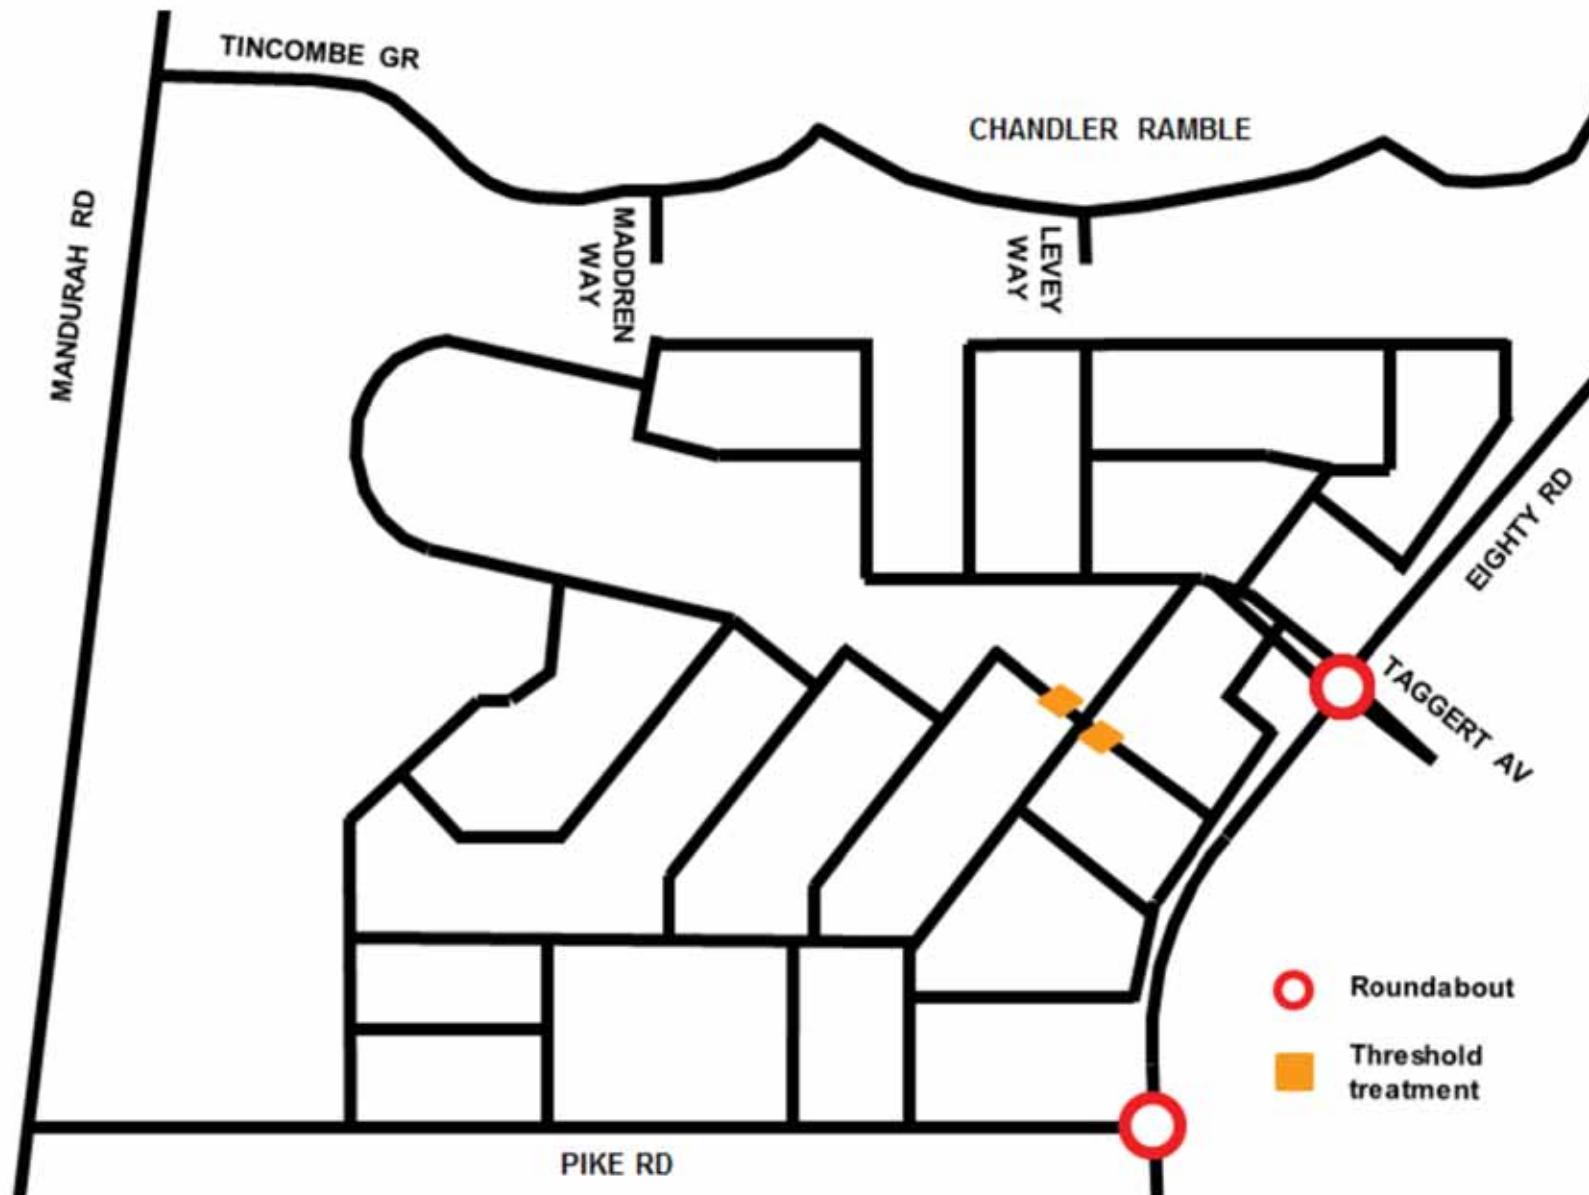 TINCOMBE GR
CHANDLER RAMBLE
MANDURAH RD
MADDREN
WAY
LEVEY
WAY
EIGHTY RD
TAGGERT AV
Roundabout
Threshold
treatment
PIKE RD